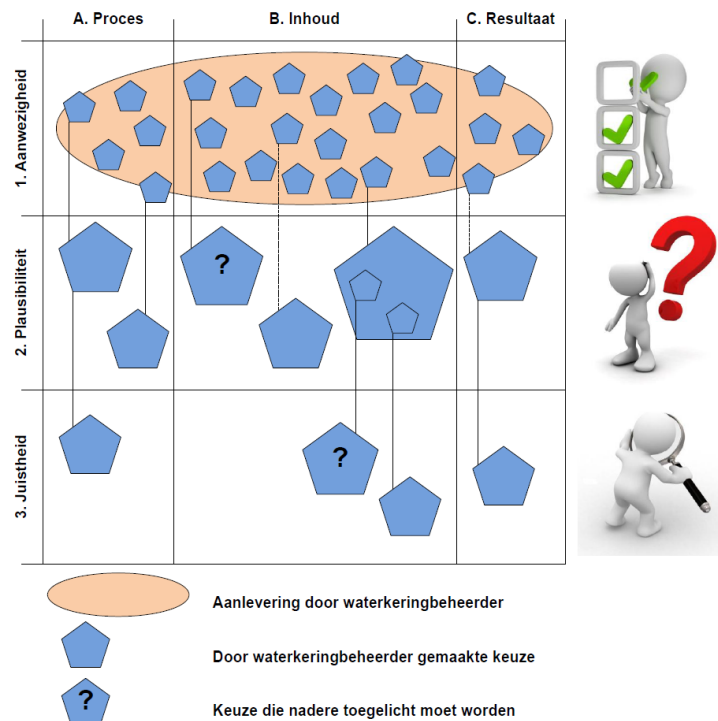 A. Proces
B. Inhoud
C. Resultaat
1. Aanwezigheid
2. Plausibiliteit
?
3. Juistheid
?
Aanlevering door waterkeringbeheerder
Door waterkeringbeheerder gemaakte keuze
?
Keuze die nadere toegelicht moet worden